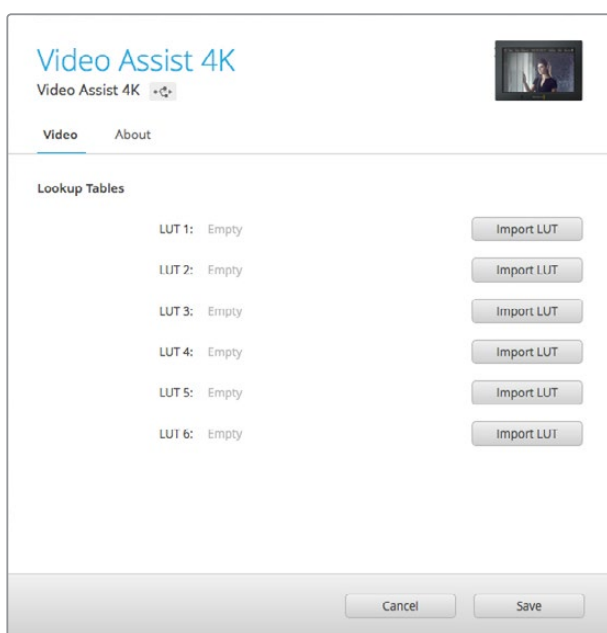 Video Assist 4K
Video Assist 4K
Video About
Lookup Tables
LUT 1: Empty Import LUT
LUT 2: Empty Import LUT
LUT 3: Empty Import LUT
LUT 4: Empty Import LUT
LUT 5: Empty Import LUT
LUT 6: Empty Import LUT
Cancel Save